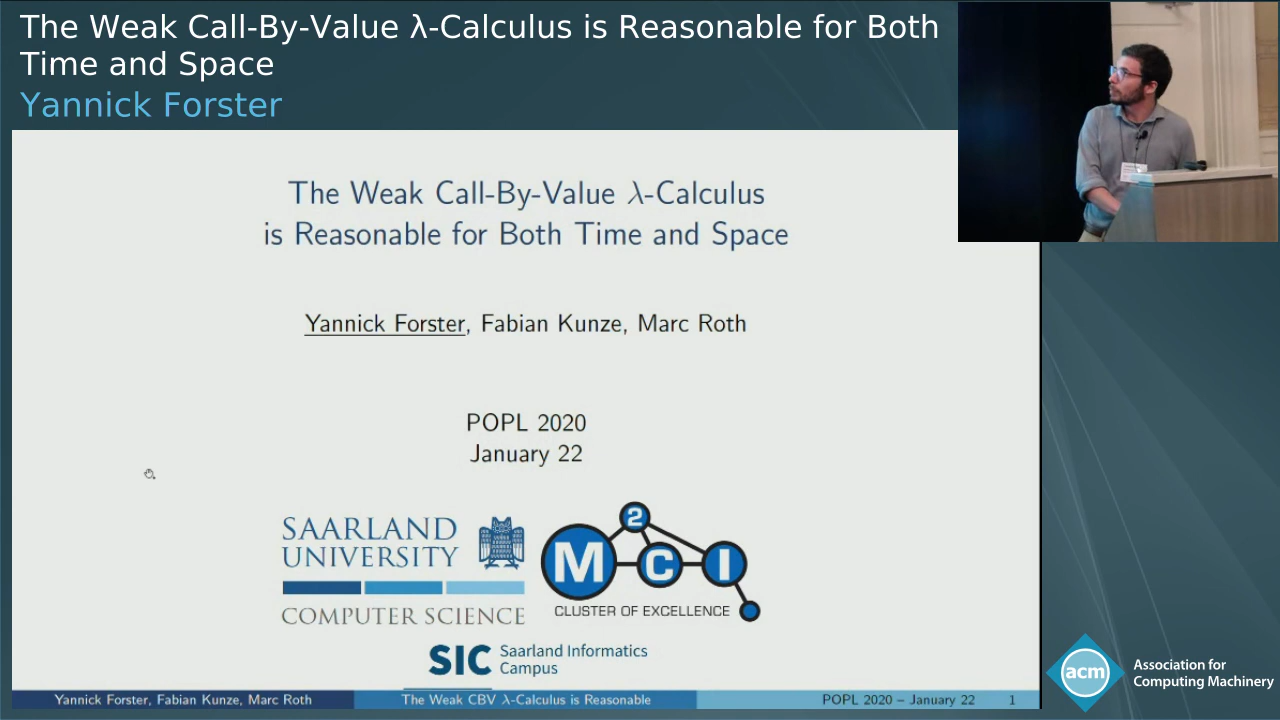 The Weak Call-By-Value λ-Calculus is Reasonable for Both
Time and Space
Yannick Forster
The Weak Call-By-Value λ-Calculus
is Reasonable for Both Time and Space
Yannick Forster, Fabian Kunze, Marc Roth
POPL 2020
January 22
SAARLAND
UNIVERSITY
COMPUTER SCIENCE
M 2 C I
CLUSTER OF EXCELLENCE
SIC Saarland Informatics
Campus
Yannick Forster, Fabian Kunze, Marc Roth
The Weak CBV λ-Calculus is Reasonable
POPL 2020 – January 22
1
acm
Association for
Computing Machinery